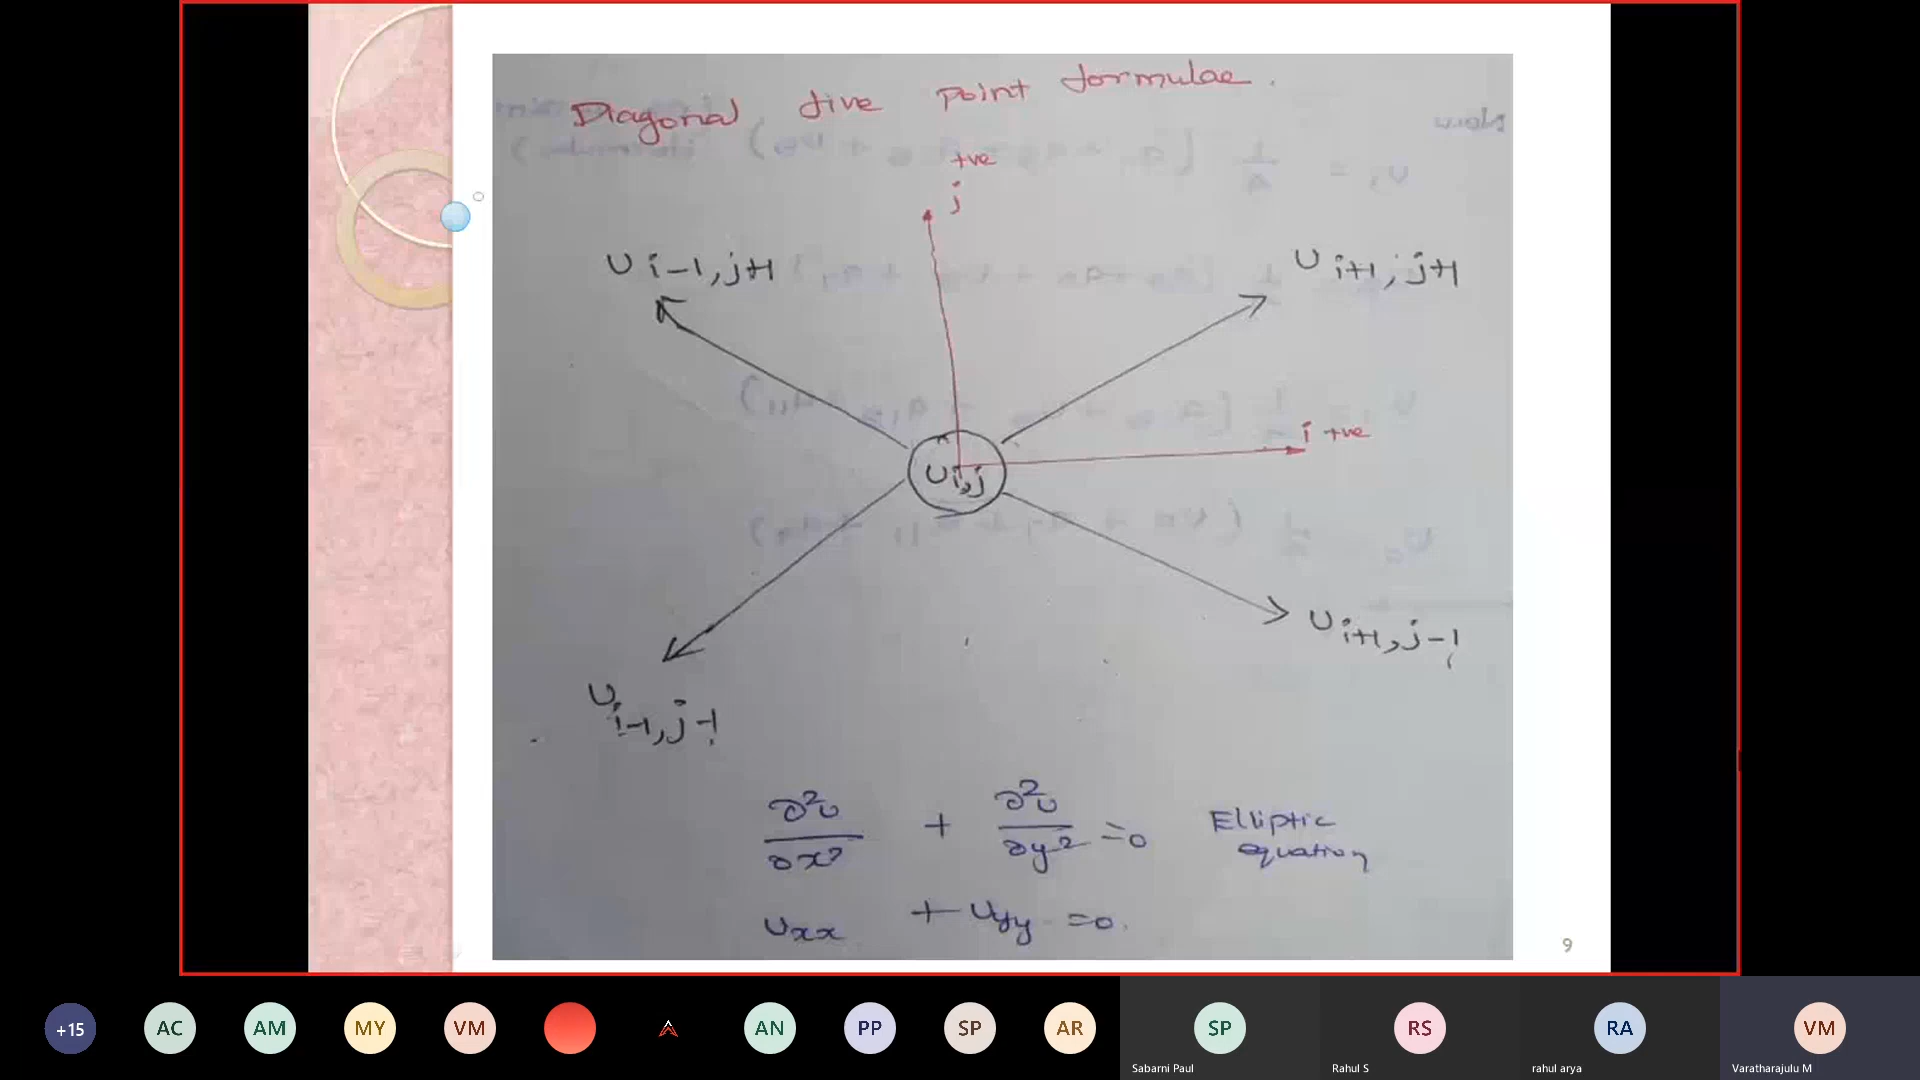 Diagonal five point formulae.
+ve
j
U i-1, j+1
U i+1, j+1
i +ve
U i,j
U i+1, j-1
U i-1, j-1
∂²u/∂x² + ∂²u/∂y² = 0 Elliptic
equation
Uxx + Uyy = 0.
9
+15 AC AM MY VM AN PP SP AR SP RS RA VM
Sabarni Paul Rahul S rahul arya Varatharajulu M